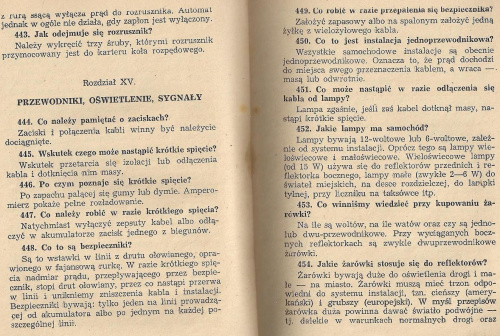 z rurą ssącą wyłącza prąd do rozrusznika. Automat
jednak w ogóle nie działa, gdy zapłon jest wyłączony.
443. Jak odejmuje się rozrusznik?
Należy wykręcić trzy śruby, którymi rozrusznik
przymocowany jest do karteru koła rozpędowego.
Rozdział XV.
PRZEWODNIKI, OŚWIETLENIE, SYGNAŁY
444. Co należy pamiętać o zaciskach?
Zaciski i połączenia kabli winny być należycie
dociągnięte.
445. Wskutek czego może nastąpić krótkie spięcie?
Wskutek przetarcia się izolacji lub odłączenia
kabla i dotknięcia nim masy.
446. Po czym poznaje się krótkie spięcie?
Po zapachu palącej się gumy lub dymie. Ampero-
mierz pokaże pełne rozładowanie.
447. Co należy robić w razie krótkiego spięcia?
Natychmiast wyłączyć zepsuty kabel albo odłą-
czyć w akumulatorze zacisk jednego z biegunów.
448. Co to są bezpieczniki?
Są to wstawki w linii z drutu ołowianego, opra-
wionego w fajansową rurkę. W razie krótkiego spię-
cia nadmiar prądu, przepływającego przez bezpie-
cznik, stopi drut ołowiany, przez co nastąpi przerwa
w linii i unikniemy zniszczenia kabla i instalacji.
Bezpieczniki bywają: tylko jeden na linii prowadzą-
cej od akumulatora albo po jednym na każdej po-
szczególnej linii.
449. Co robić w razie przepalenia się bezpiecznika?
Założyć zapasowy albo na spalonym założyć jedną
żyłkę z wielożyłowego kabla.
450. Co to jest instalacja jednoprzewodnikowa?
Wszystkie samochodowe instalacje są obecnie
jednoprzewodnikowe. Oznacza to, że prąd dochodzi
do miejsca swego przeznaczenia kablem, a wraca —
masą lub odwrotnie.
451. Co może nastąpić w razie odłączenia się
kabla od lampy?
Lampa zgaśnie, jeśli zaś kabel dotknął masy, na-
stąpi krótkie spięcie.
452. Jakie lampy ma samochód?
Lampy bywają 12-woltowe lub 6-woltowe, zależ-
nie od systemu instalacji. Oprócz tego są lampy wie-
loświecowe i małoświecowe. Wieloświecowe lampy
(od 15 W) używa się do reflektorów przednich i re-
flektorka bocznego, lampy małe (zwykle 2—6 W) do
świateł miejskich, na desce rozdzielczej, do lampki
tylnej, przy liczniku na taksówce itp.
453. Co winniśmy wiedzieć przy kupowaniu ża-
rówki?
Na ile są woltów, na ile watów oraz czy są jedno-
lub dwu-przewodnikowe. Przy wyciąganych bocz-
nych reflektorkach są zwykle dwuprzewodnikowe
żarówki.
454. Jakie żarówki stosuje się do reflektorów?
Żarówki bywają duże do oświetlenia drogi i ma-
łe — na miasto. Żarówki muszą mieć trzon odpo-
wiedni do systemu instalacji, tzn. cieńszy (amery-
kański) i grubszy (europejski). W myśl przepisów
żarówka duża powinna dawać światło podwójne —
tj. dalekie w warunkach normalnych drogi oraz